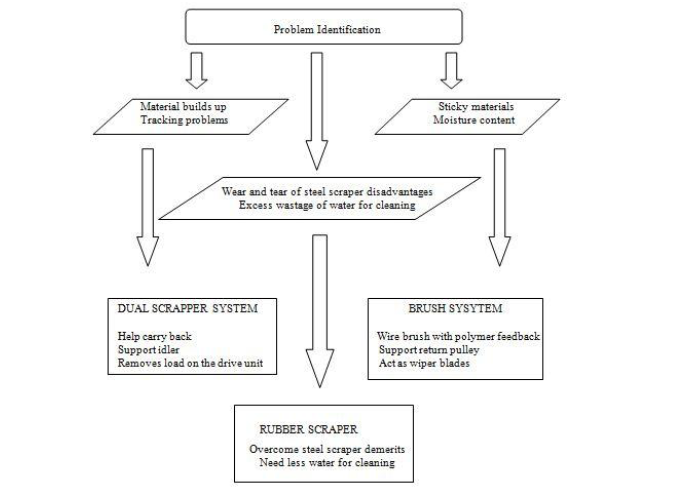 Problem Identification
Material builds up
Tracking problems
Sticky materials
Moisture content
Wear and tear of steel scraper disadvantages
Excess wastage of water for cleaning
DUAL SCRAPPER SYSTEM
Help carry back
Support idler
Removes load on the drive unit
BRUSH SYSYTEM
Wire brush with polymer feedback
Support return pulley
Act as wiper blades
RUBBER SCRAPER
Overcome steel scraper demerits
Need less water for cleaning